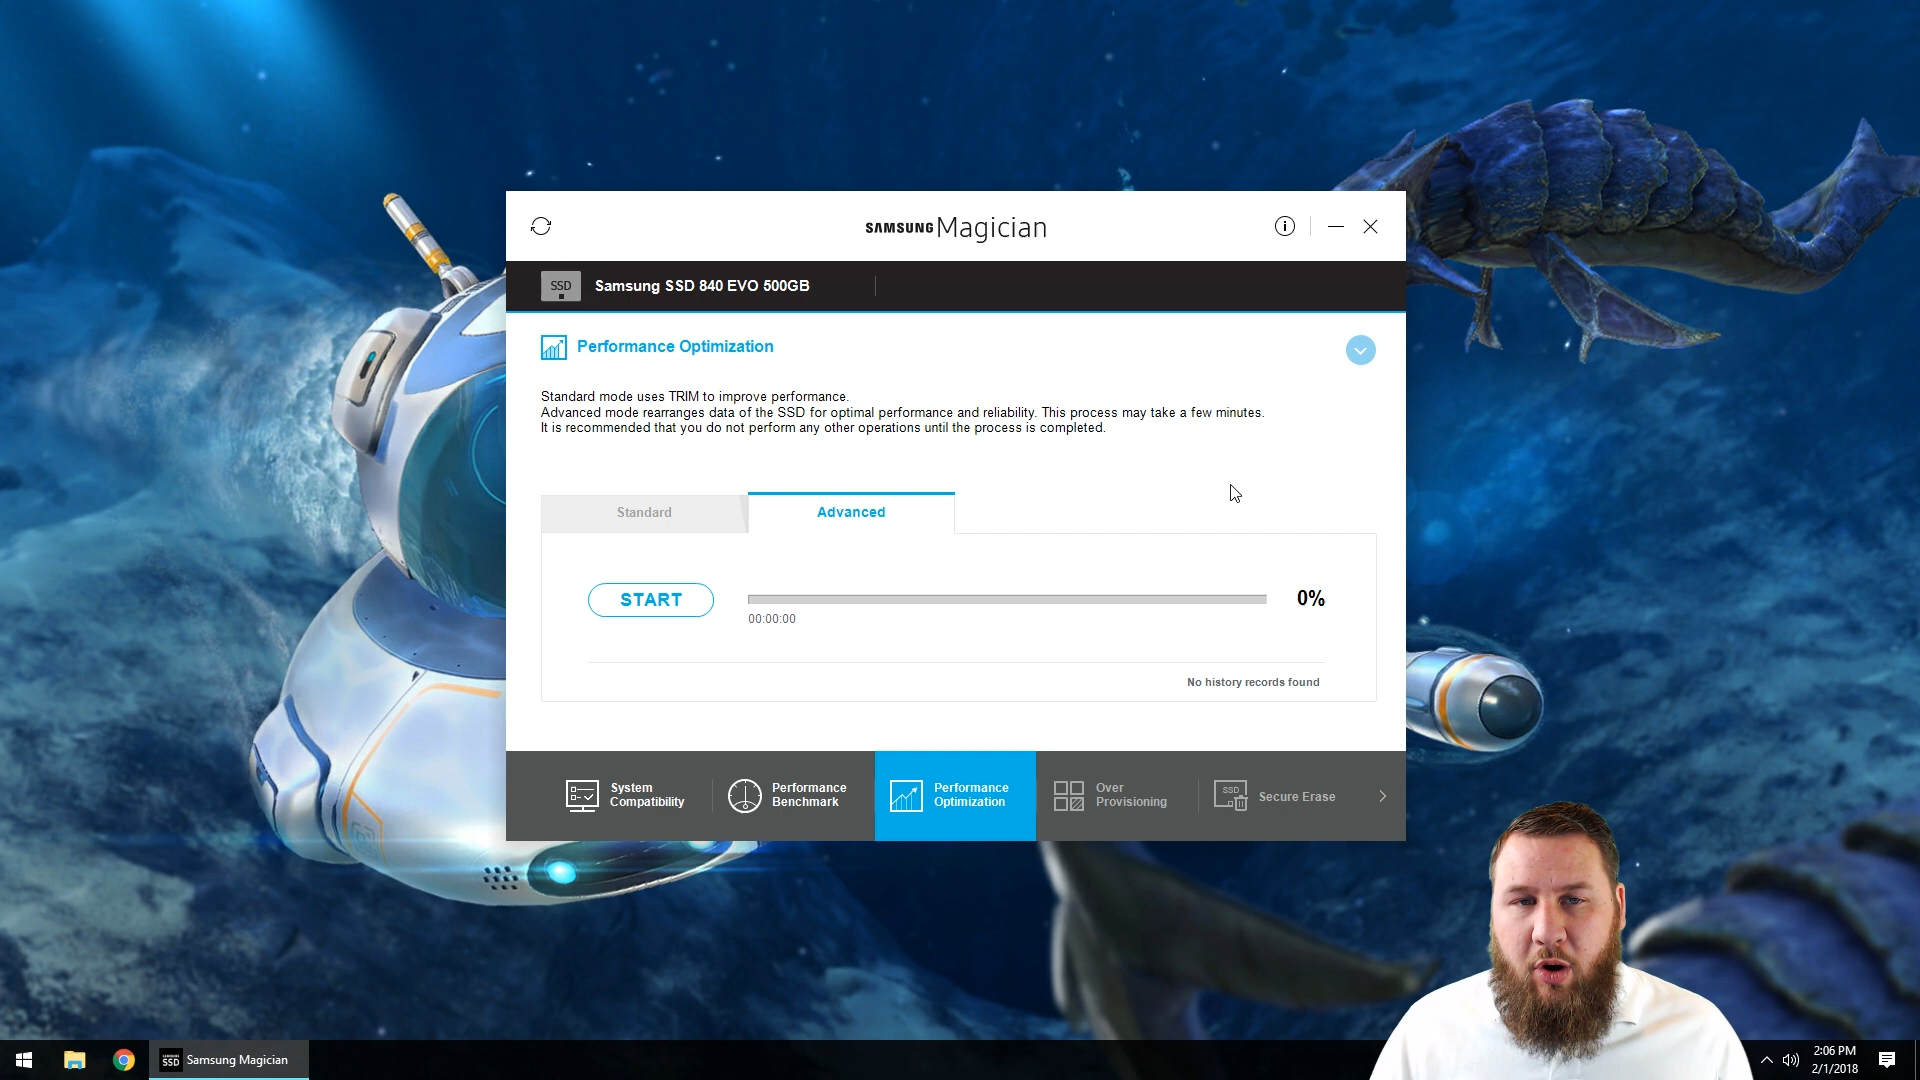 SAMSUNG Magician
SSD
Samsung SSD 840 EVO 500GB
Performance Optimization
Standard mode uses TRIM to improve performance.
Advanced mode rearranges data of the SSD for optimal performance and reliability. This process may take a few minutes.
It is recommended that you do not perform any other operations until the process is completed.
Standard
Advanced
START
0%
00:00:00
No history records found
System
Compatibility
Performance
Benchmark
Performance
Optimization
Over
Provisioning
SSD
Secure Erase
SAMSUNG
SSD
Samsung Magician
2:06 PM
2/1/2018